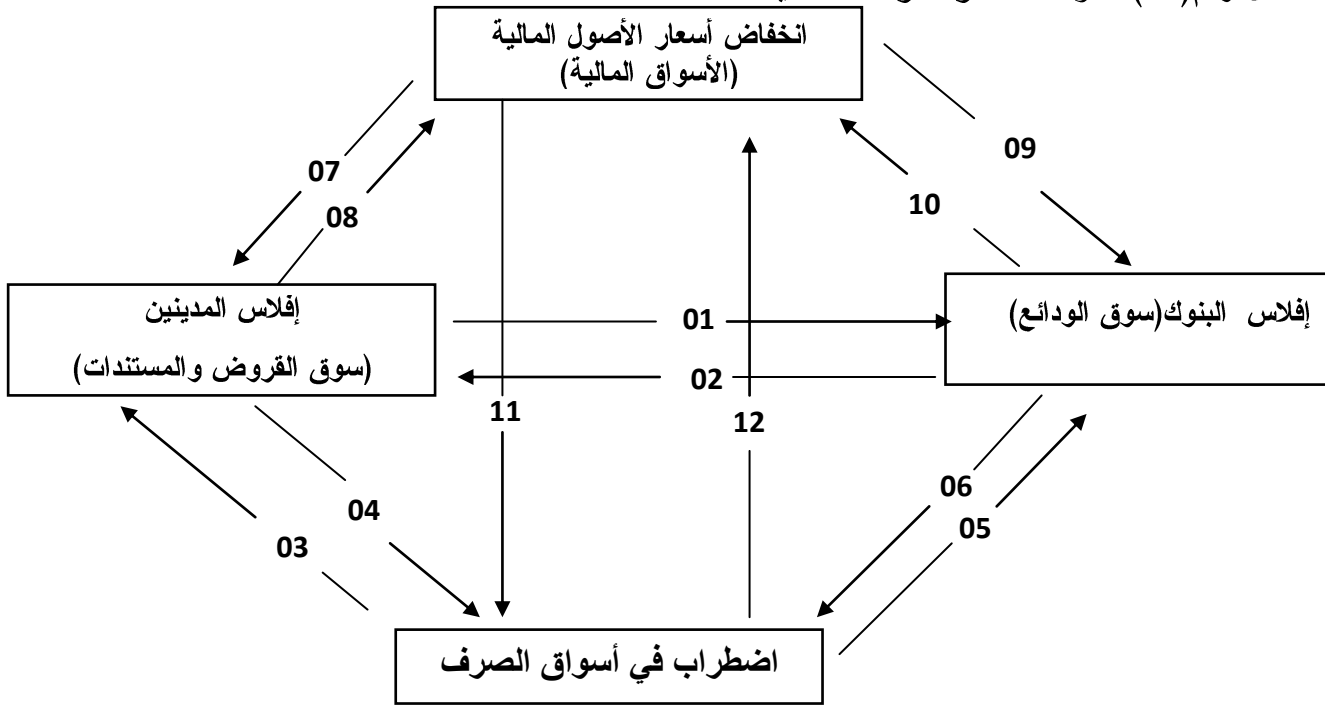 انخفاض أسعار الأصول المالية
(الأسواق المالية)
09
07
10
08
إفلاس البنوك(سوق الودائع)
إفلاس المدينين
(سوق القروض والمستندات)
01
02
12
11
06
04
05
03
اضطراب في أسواق الصرف